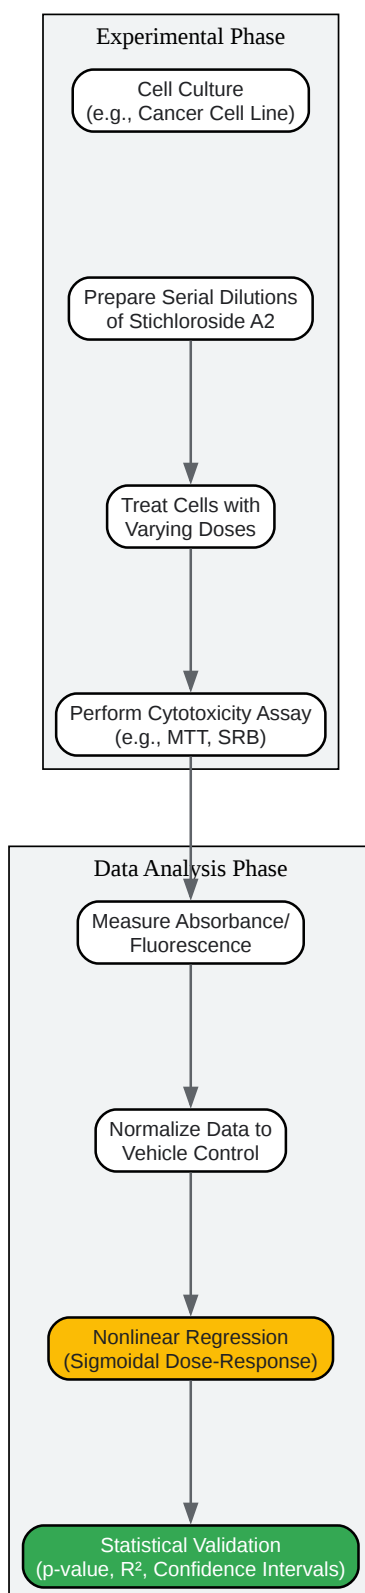 Experimental Phase
Cell Culture
(e.g., Cancer Cell Line)
Prepare Serial Dilutions
of Stichloroside A2
Treat Cells with
Varying Doses
Perform Cytotoxicity Assay
(e.g., MTT, SRB)
Data Analysis Phase
Measure Absorbance/
Fluorescence
Normalize Data to
Vehicle Control
Nonlinear Regression
(Sigmoidal Dose-Response)
Statistical Validation
(p-value, R², Confidence Intervals)